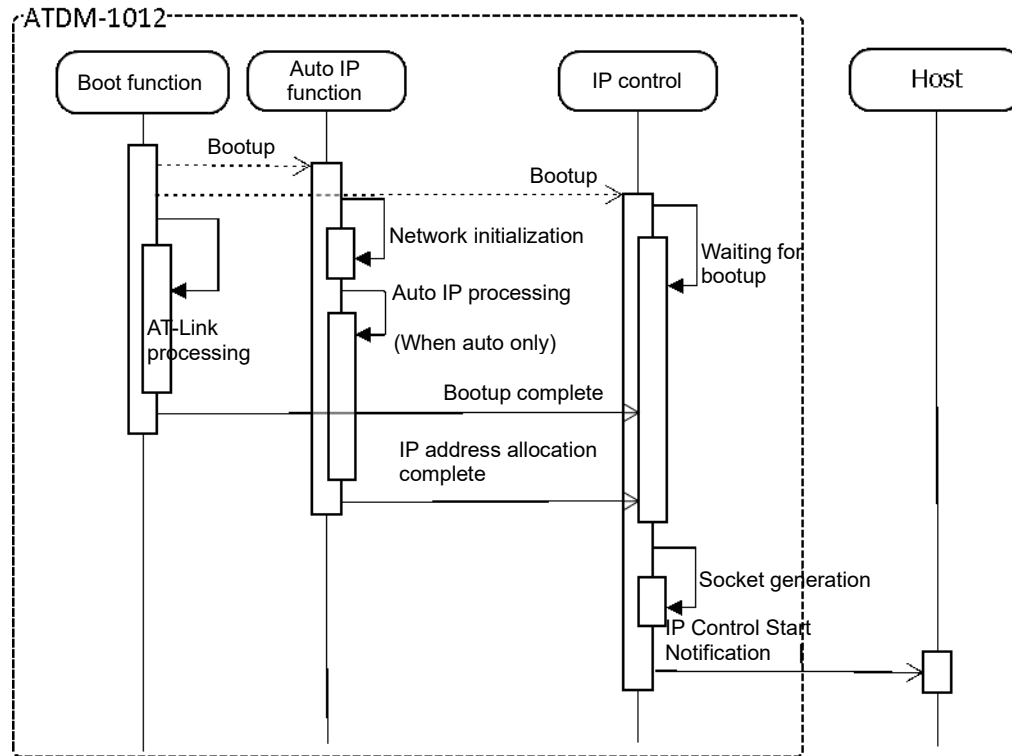 ATDM-1012
Boot function
Auto IP
function
IP control
Host
Bootup
Bootup
Network initialization
Waiting for
bootup
Auto IP processing
AT-Link
processing
(When auto only)
Bootup complete
IP address allocation
complete
Socket generation
IP Control Start
Notification